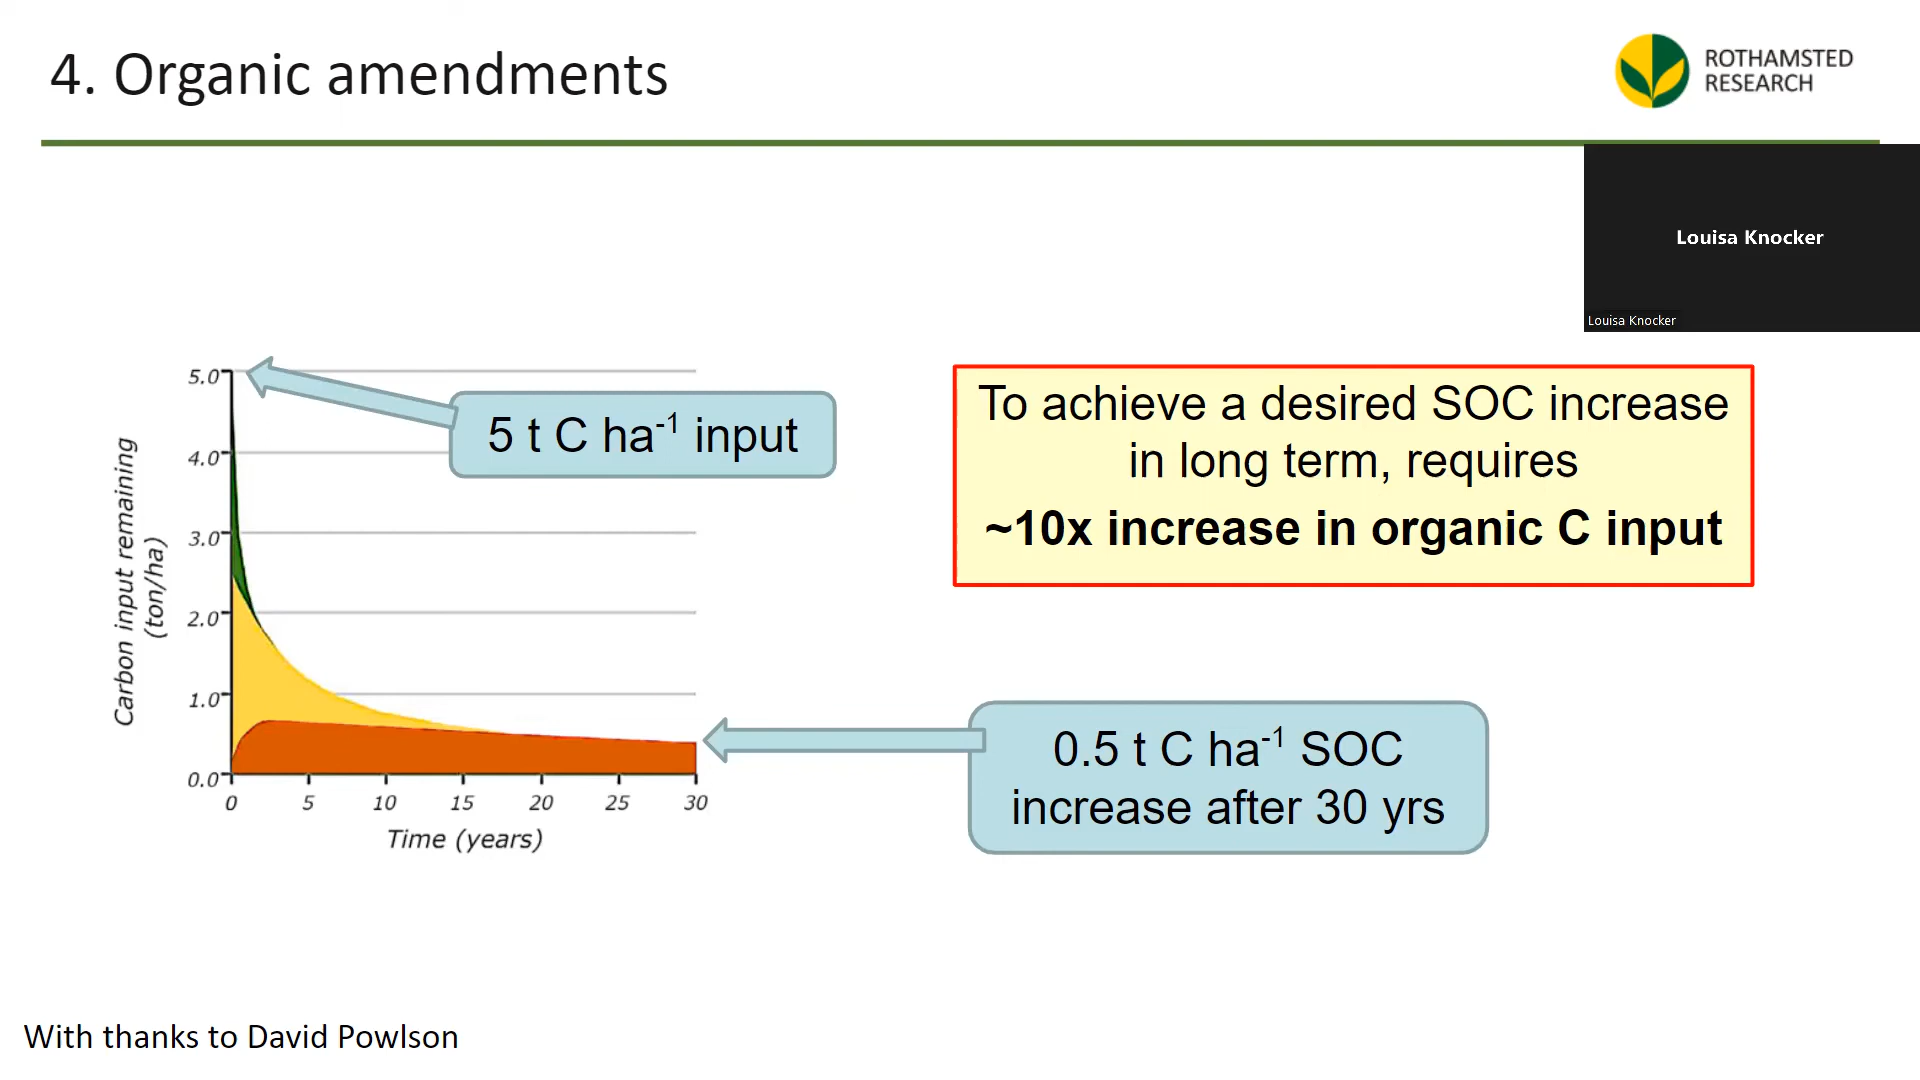 4. Organic amendments
ROTHAMSTED
RESEARCH
Louisa Knocker
Louisa Knocker
5.0
4.0
3.0
2.0
1.0
0.0
Carbon input remaining
(ton/ha)
0 5 10 15 20 25 30
Time (years)
5 t C ha⁻¹ input
To achieve a desired SOC increase
in long term, requires
~10x increase in organic C input
0.5 t C ha⁻¹ SOC
increase after 30 yrs
With thanks to David Powlson